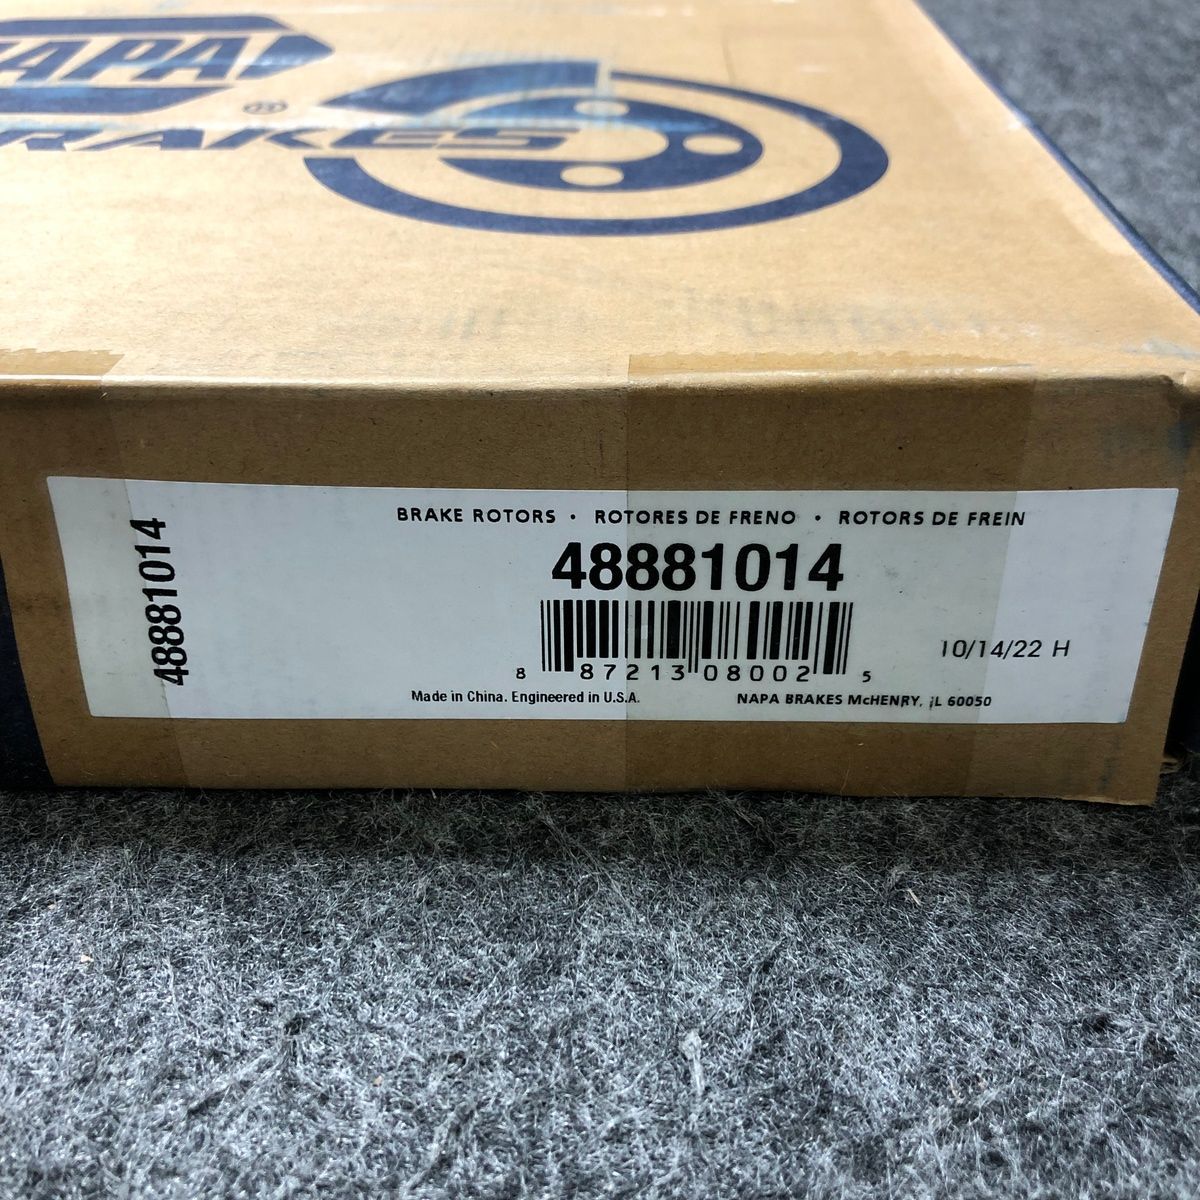 NAPA
®
BRAKES
48881014
BRAKE ROTORS • ROTORES DE FRENO • ROTORS DE FREIN
48881014
8 87213 08002 5
10/14/22 H
Made in China. Engineered in U.S.A.
NAPA BRAKES McHENRY, IL 60050